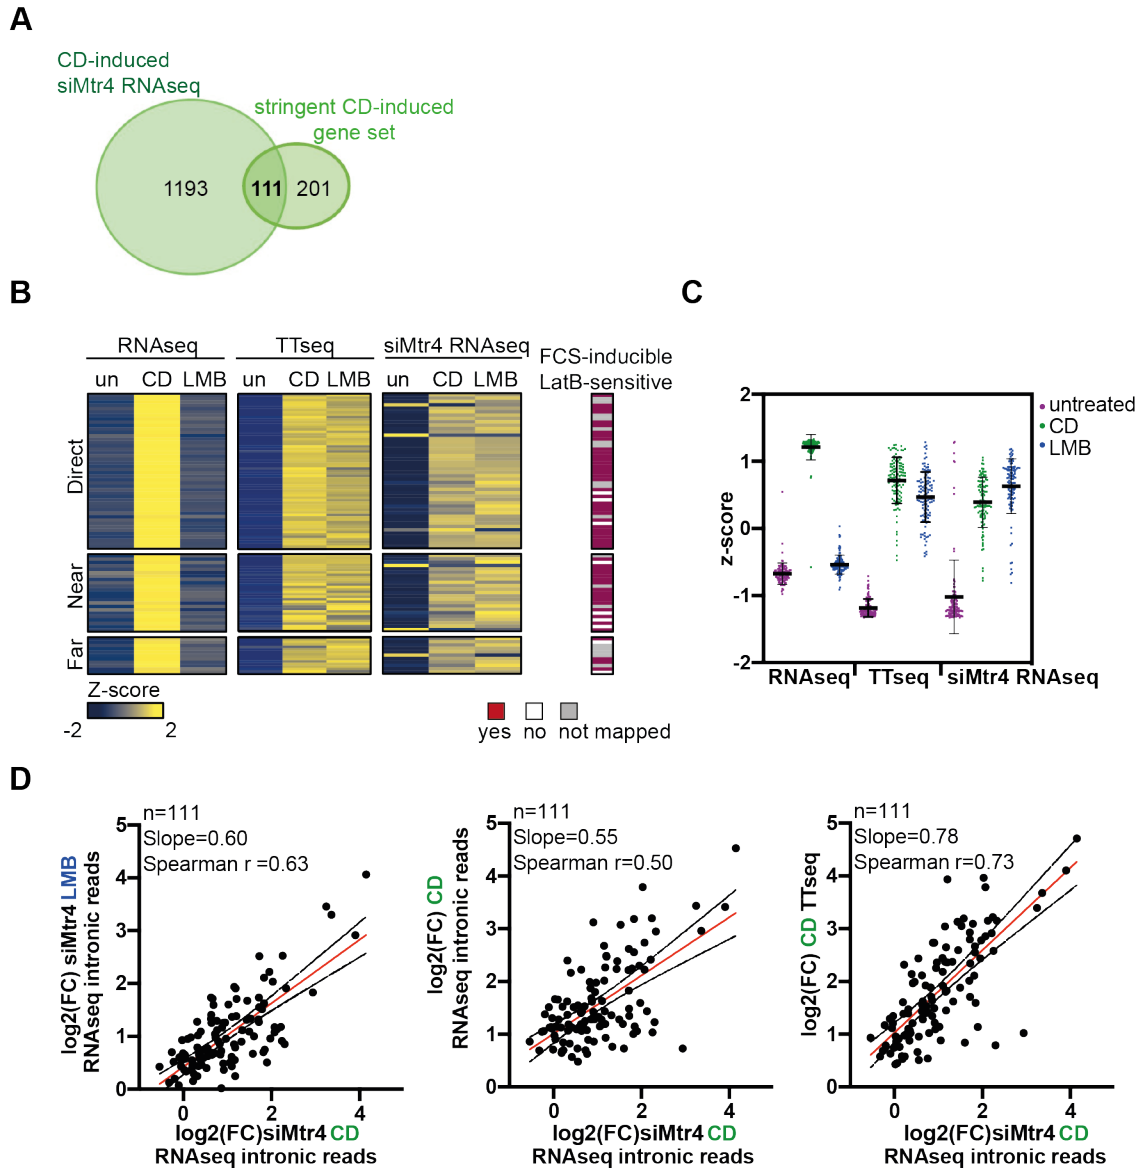 A
CD-induced
siMtr4 RNAseq
stringent CD-induced
gene set
1193
111
201
B
RNAseq
TTseq
siMtr4 RNAseq
FCS-inducible
LatB-sensitive
un
CD
LMB
un
CD
LMB
un
CD
LMB
Direct
Near
Far
Z-score
-2
2
yes
no
not mapped
C
z-score
2
1
0
-1
-2
RNAseq
TTseq
siMtr4 RNAseq
untreated
CD
LMB
D
n=111
Slope=0.60
Spearman r =0.63
log2(FC) siMtr4 LMB
RNAseq intronic reads
5
4
3
2
1
0
0
2
4
log2(FC)siMtr4 CD
RNAseq intronic reads
n=111
Slope=0.55
Spearman r=0.50
log2(FC) CD
RNAseq intronic reads
5
4
3
2
1
0
0
2
4
log2(FC)siMtr4 CD
RNAseq intronic reads
n=111
Slope=0.78
Spearman r=0.73
log2(FC) CD TTseq
5
4
3
2
1
0
0
2
4
log2(FC)siMtr4 CD
RNAseq intronic reads